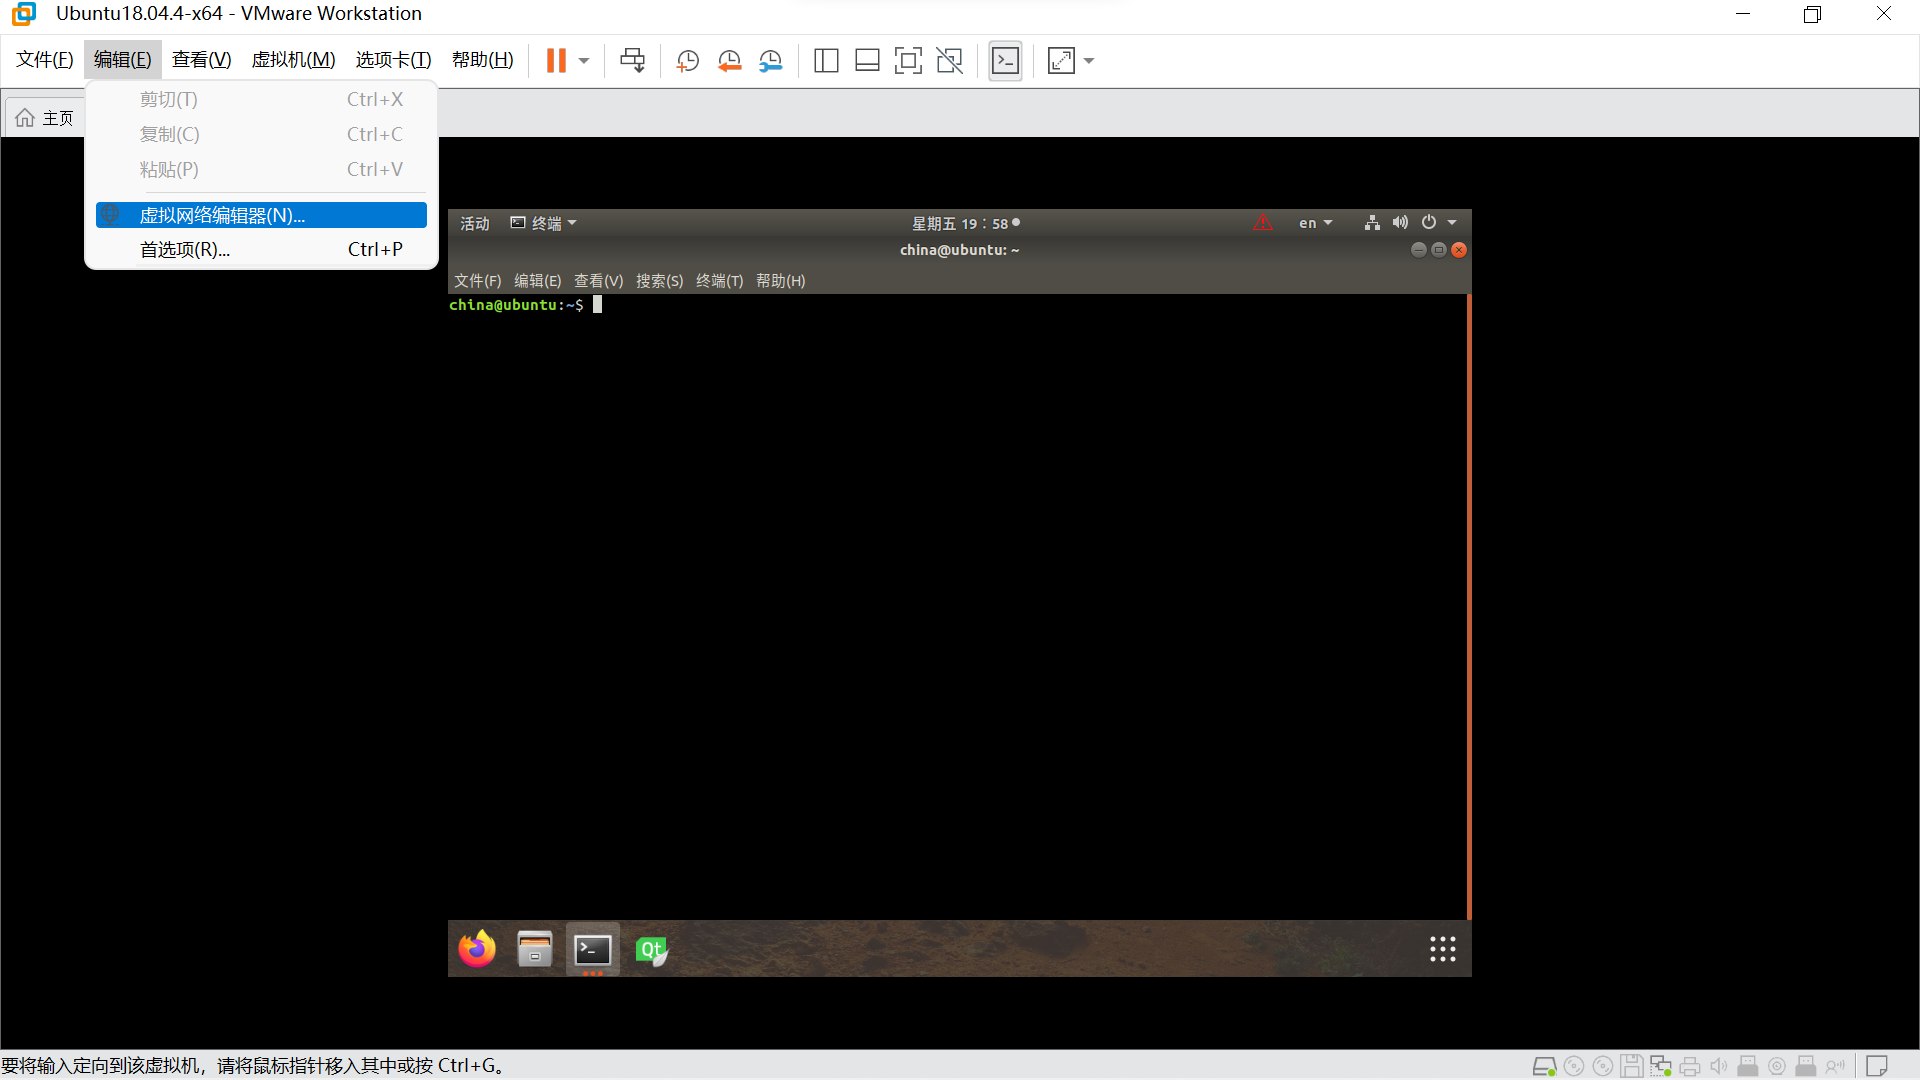 Ubuntu18.04.4-x64 - VMware Workstation
文件(F) 编辑(E) 查看(V) 虚拟机(M) 选项卡(T) 帮助(H)
剪切(T) Ctrl+X
主页
复制(C) Ctrl+C
粘贴(P) Ctrl+V
虚拟网络编辑器(N)...
首选项(R)... Ctrl+P
活动 终端 星期五 19：58 en
china@ubuntu: ~
文件(F) 编辑(E) 查看(V) 搜索(S) 终端(T) 帮助(H)
china@ubuntu:~$
Qt
要将输入定向到该虚拟机，请将鼠标指针移入其中或按 Ctrl+G。